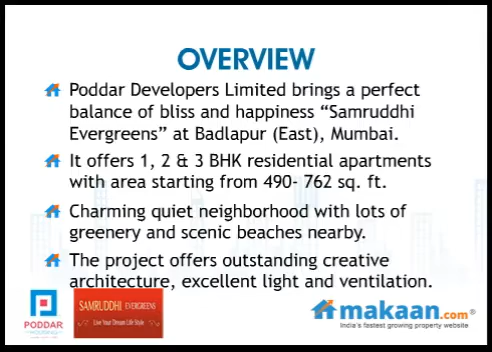 OVERVIEW
Poddar Developers Limited brings a perfect
balance of bliss and happiness “Samruddhi
Evergreens” at Badlapur (East), Mumbai.
It offers 1, 2 & 3 BHK residential apartments
with area starting from 490- 762 sq. ft.
Charming quiet neighborhood with lots of
greenery and scenic beaches nearby.
The project offers outstanding creative
architecture, excellent light and ventilation.
PODDAR
SAMRUDDHI EVERGREENS
Live Your Dream Life Style
makaan.com®
India's fastest growing property website